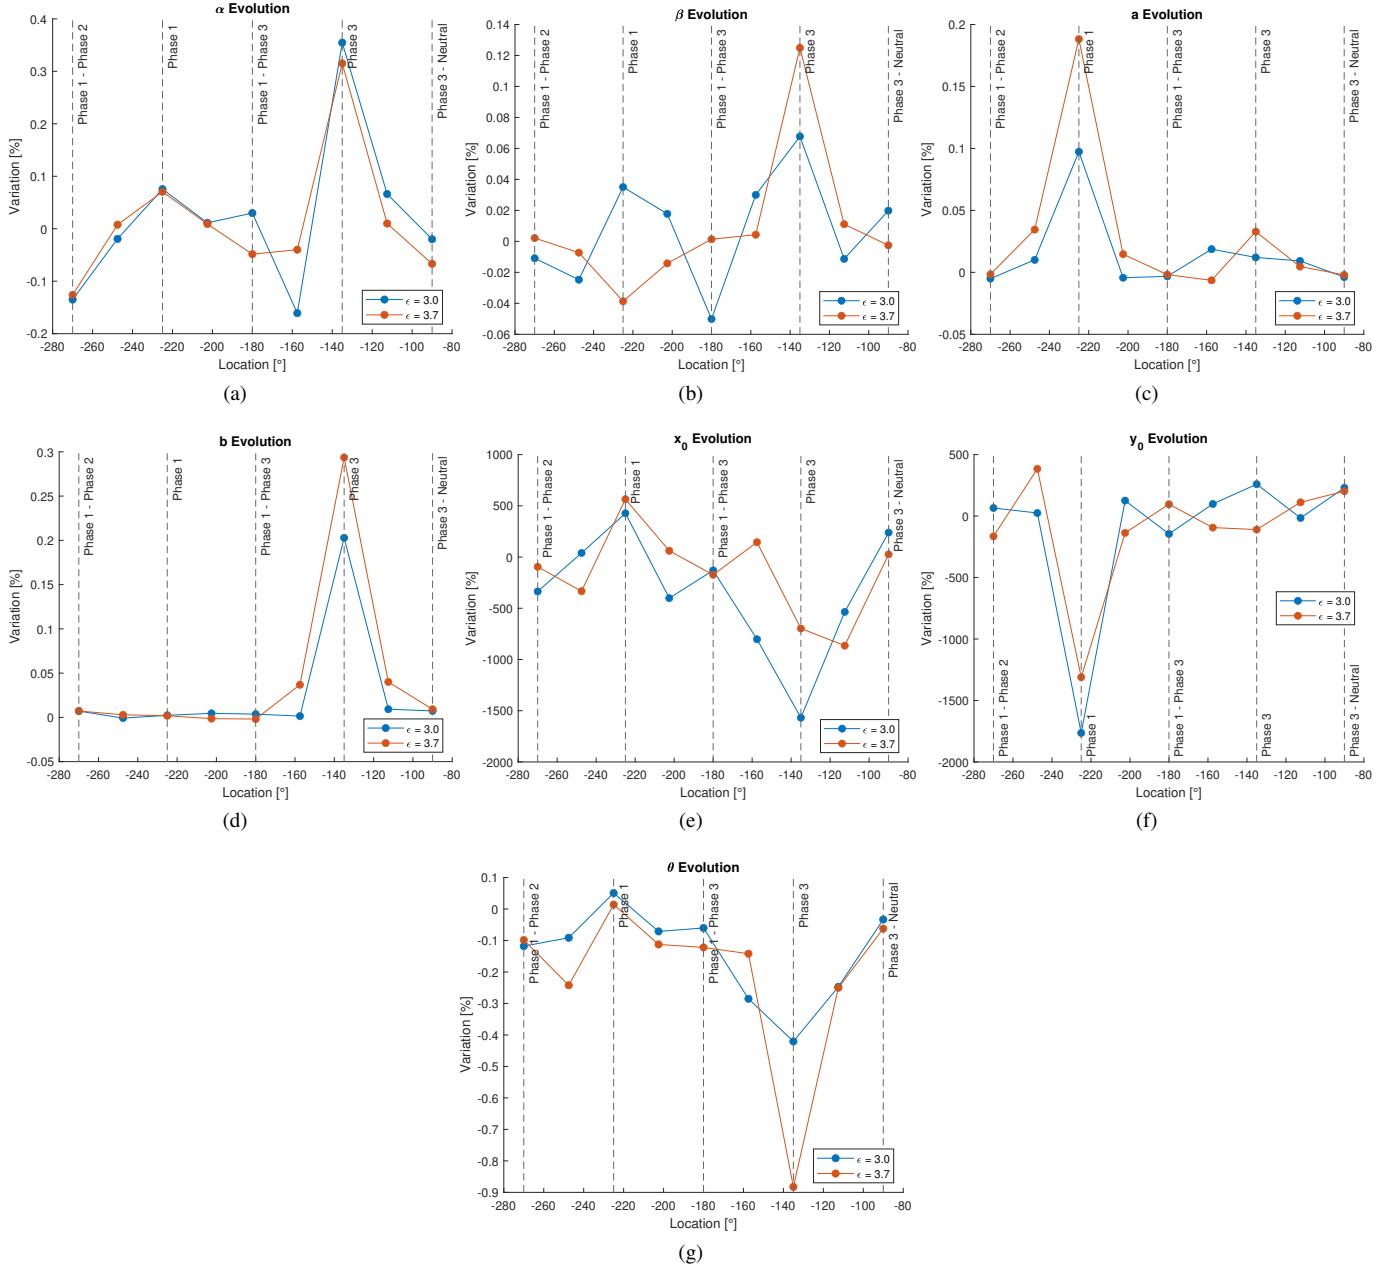 α Evolution
0.4
0.3
0.2
0.1
0
-0.1
-0.2
Variation [%]
Phase 1 - Phase 2
Phase 1
Phase 1 - Phase 3
Phase 3
Phase 3 - Neutral
ϵ = 3.0
ϵ = 3.7
-280 -260 -240 -220 -200 -180 -160 -140 -120 -100 -80
Location [°]
(a)
β Evolution
0.14
0.12
0.1
0.08
0.06
0.04
0.02
0
-0.02
-0.04
-0.06
Variation [%]
Phase 1 - Phase 2
Phase 1
Phase 1 - Phase 3
Phase 3
Phase 3 - Neutral
ϵ = 3.0
ϵ = 3.7
-280 -260 -240 -220 -200 -180 -160 -140 -120 -100 -80
Location [°]
(b)
a Evolution
0.2
0.15
0.1
0.05
0
-0.05
Variation [%]
Phase 1 - Phase 2
Phase 1
Phase 1 - Phase 3
Phase 3
Phase 3 - Neutral
ϵ = 3.0
ϵ = 3.7
-280 -260 -240 -220 -200 -180 -160 -140 -120 -100 -80
Location [°]
(c)
b Evolution
0.3
0.25
0.2
0.15
0.1
0.05
0
-0.05
Variation [%]
Phase 1 - Phase 2
Phase 1
Phase 1 - Phase 3
Phase 3
Phase 3 - Neutral
ϵ = 3.0
ϵ = 3.7
-280 -260 -240 -220 -200 -180 -160 -140 -120 -100 -80
Location [°]
(d)
x₀ Evolution
1000
500
0
-500
-1000
-1500
-2000
Variation [%]
Phase 1 - Phase 2
Phase 1
Phase 1 - Phase 3
Phase 3
Phase 3 - Neutral
ϵ = 3.0
ϵ = 3.7
-280 -260 -240 -220 -200 -180 -160 -140 -120 -100 -80
Location [°]
(e)
y₀ Evolution
500
0
-500
-1000
-1500
-2000
Variation [%]
Phase 1 - Phase 2
Phase 1
Phase 1 - Phase 3
Phase 3
Phase 3 - Neutral
ϵ = 3.0
ϵ = 3.7
-280 -260 -240 -220 -200 -180 -160 -140 -120 -100 -80
Location [°]
(f)
θ Evolution
0.1
0
-0.1
-0.2
-0.3
-0.4
-0.5
-0.6
-0.7
-0.8
-0.9
Variation [%]
Phase 1 - Phase 2
Phase 1
Phase 1 - Phase 3
Phase 3
Phase 3 - Neutral
ϵ = 3.0
ϵ = 3.7
-280 -260 -240 -220 -200 -180 -160 -140 -120 -100 -80
Location [°]
(g)